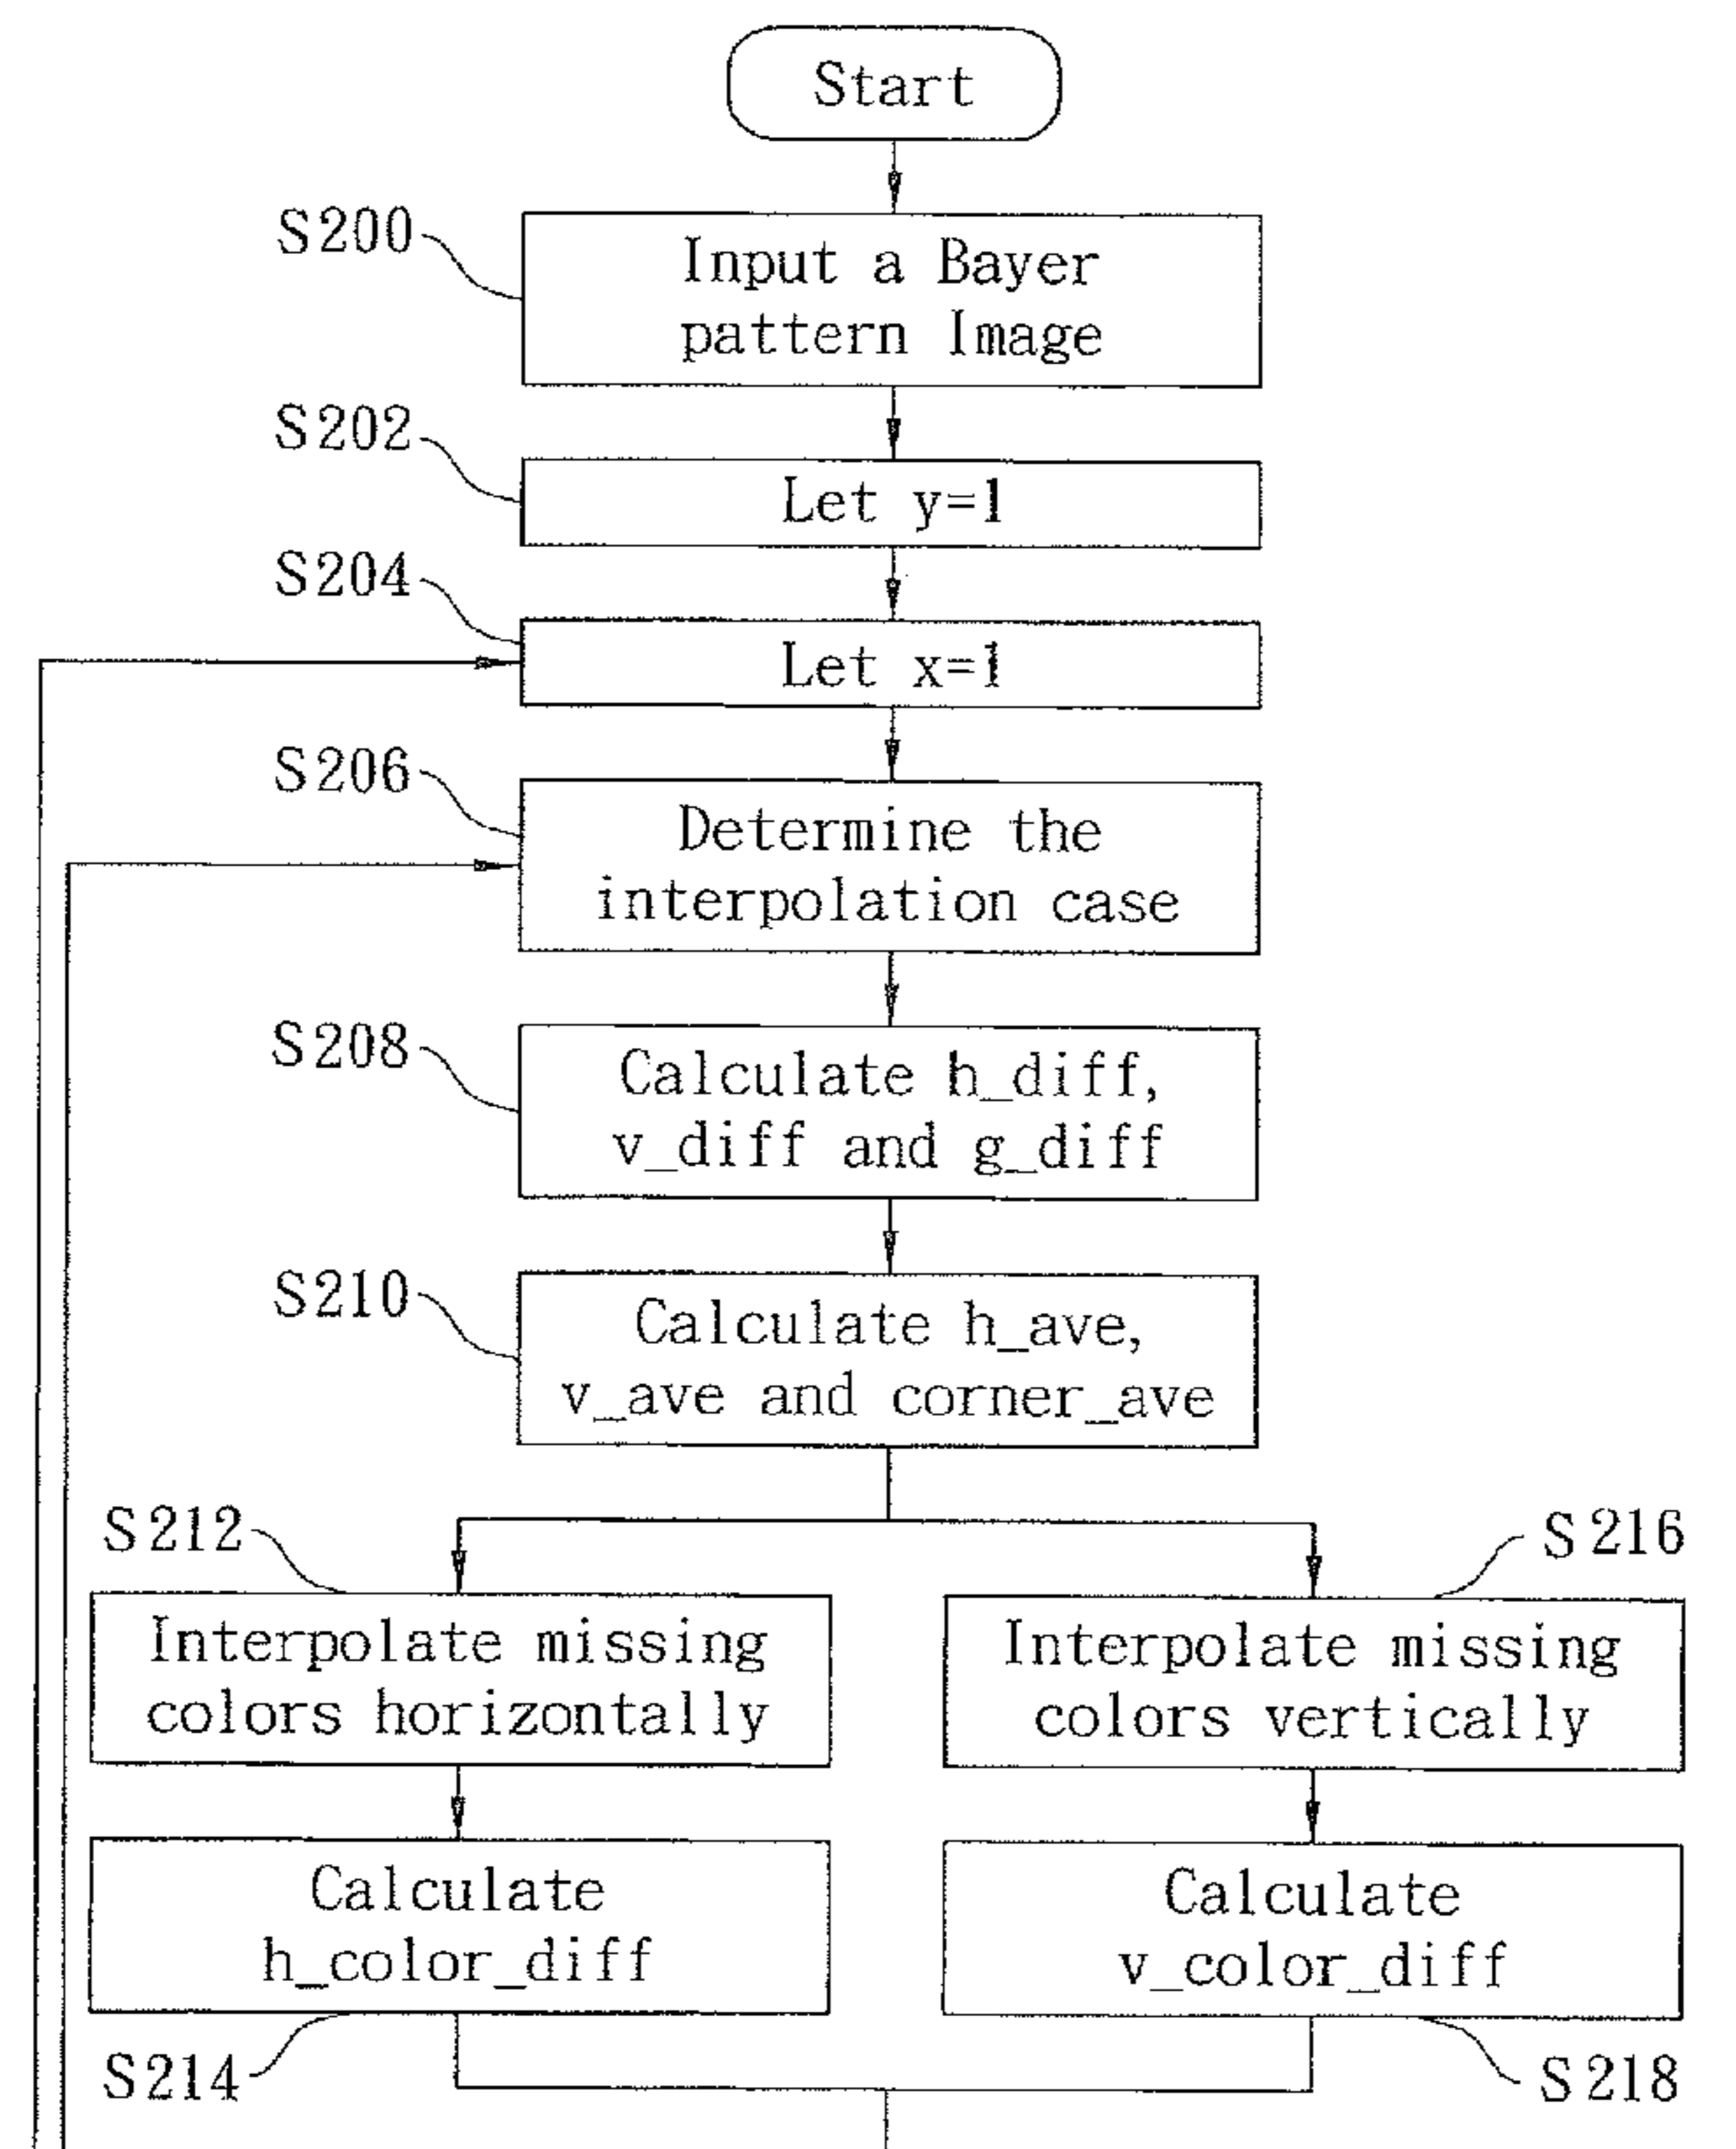 Start
S200
Input a Bayer
pattern Image
S202
Let y=1
S204
Let x=1
S206
Determine the
interpolation case
S208
Calculate h_diff,
v_diff and g_diff
S210
Calculate h_ave,
v_ave and corner_ave
S212
S216
Interpolate missing
colors horizontally
Interpolate missing
colors vertically
Calculate
h_color_diff
Calculate
v_color_diff
S214
S218